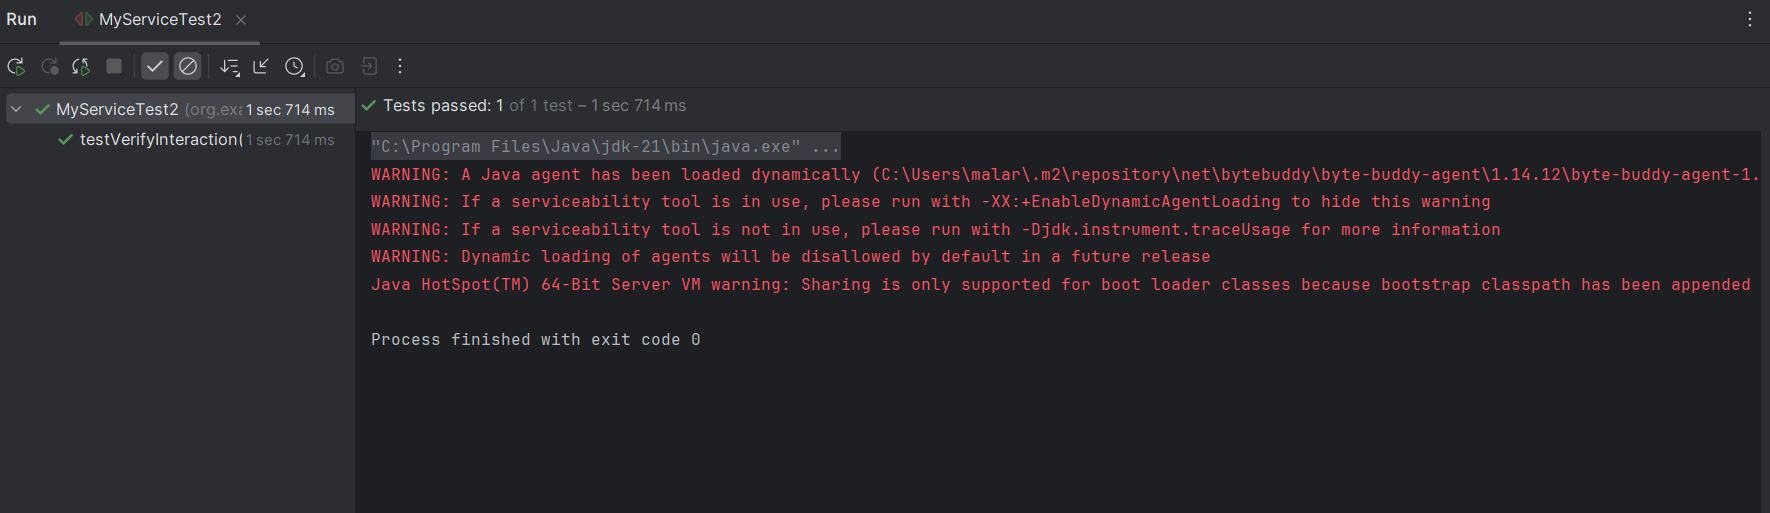 Run
MyServiceTest2
MyServiceTest2 (org.exa 1 sec 714 ms
testVerifyInteraction( 1 sec 714 ms
Tests passed: 1 of 1 test – 1 sec 714 ms
"C:\Program Files\Java\jdk-21\bin\java.exe" ...
WARNING: A Java agent has been loaded dynamically (C:\Users\malar\.m2\repository\net\bytebuddy\byte-buddy-agent\1.14.12\byte-buddy-agent-1.
WARNING: If a serviceability tool is in use, please run with -XX:+EnableDynamicAgentLoading to hide this warning
WARNING: If a serviceability tool is not in use, please run with -Djdk.instrument.traceUsage for more information
WARNING: Dynamic loading of agents will be disallowed by default in a future release
Java HotSpot(TM) 64-Bit Server VM warning: Sharing is only supported for boot loader classes because bootstrap classpath has been appended
Process finished with exit code 0